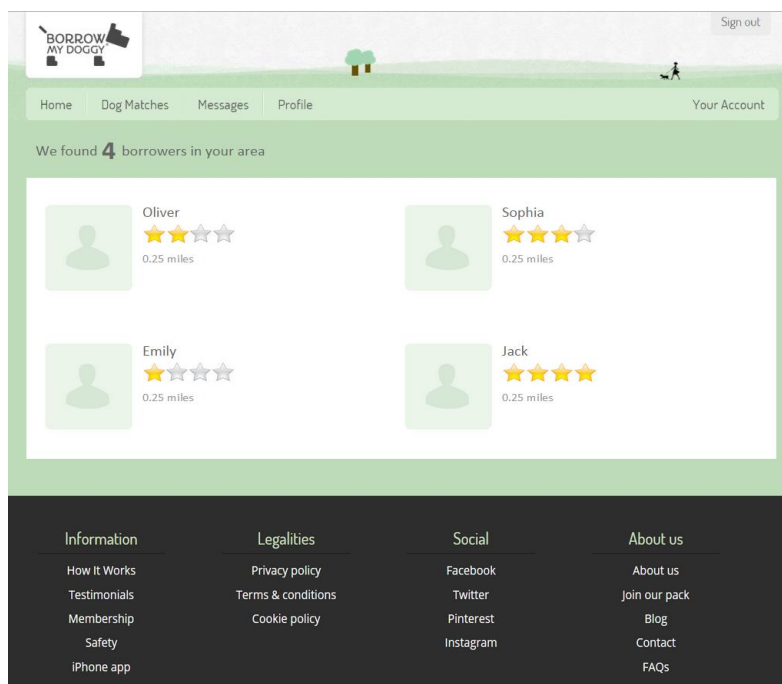 BORROW
MY DOGGY
Sign out
Home Dog Matches Messages Profile Your Account
We found 4 borrowers in your area
Oliver
0.25 miles
Sophia
0.25 miles
Emily
0.25 miles
Jack
0.25 miles
Information
How It Works
Testimonials
Membership
Safety
iPhone app
Legalities
Privacy policy
Terms & conditions
Cookie policy
Social
Facebook
Twitter
Pinterest
Instagram
About us
About us
Join our pack
Blog
Contact
FAQs